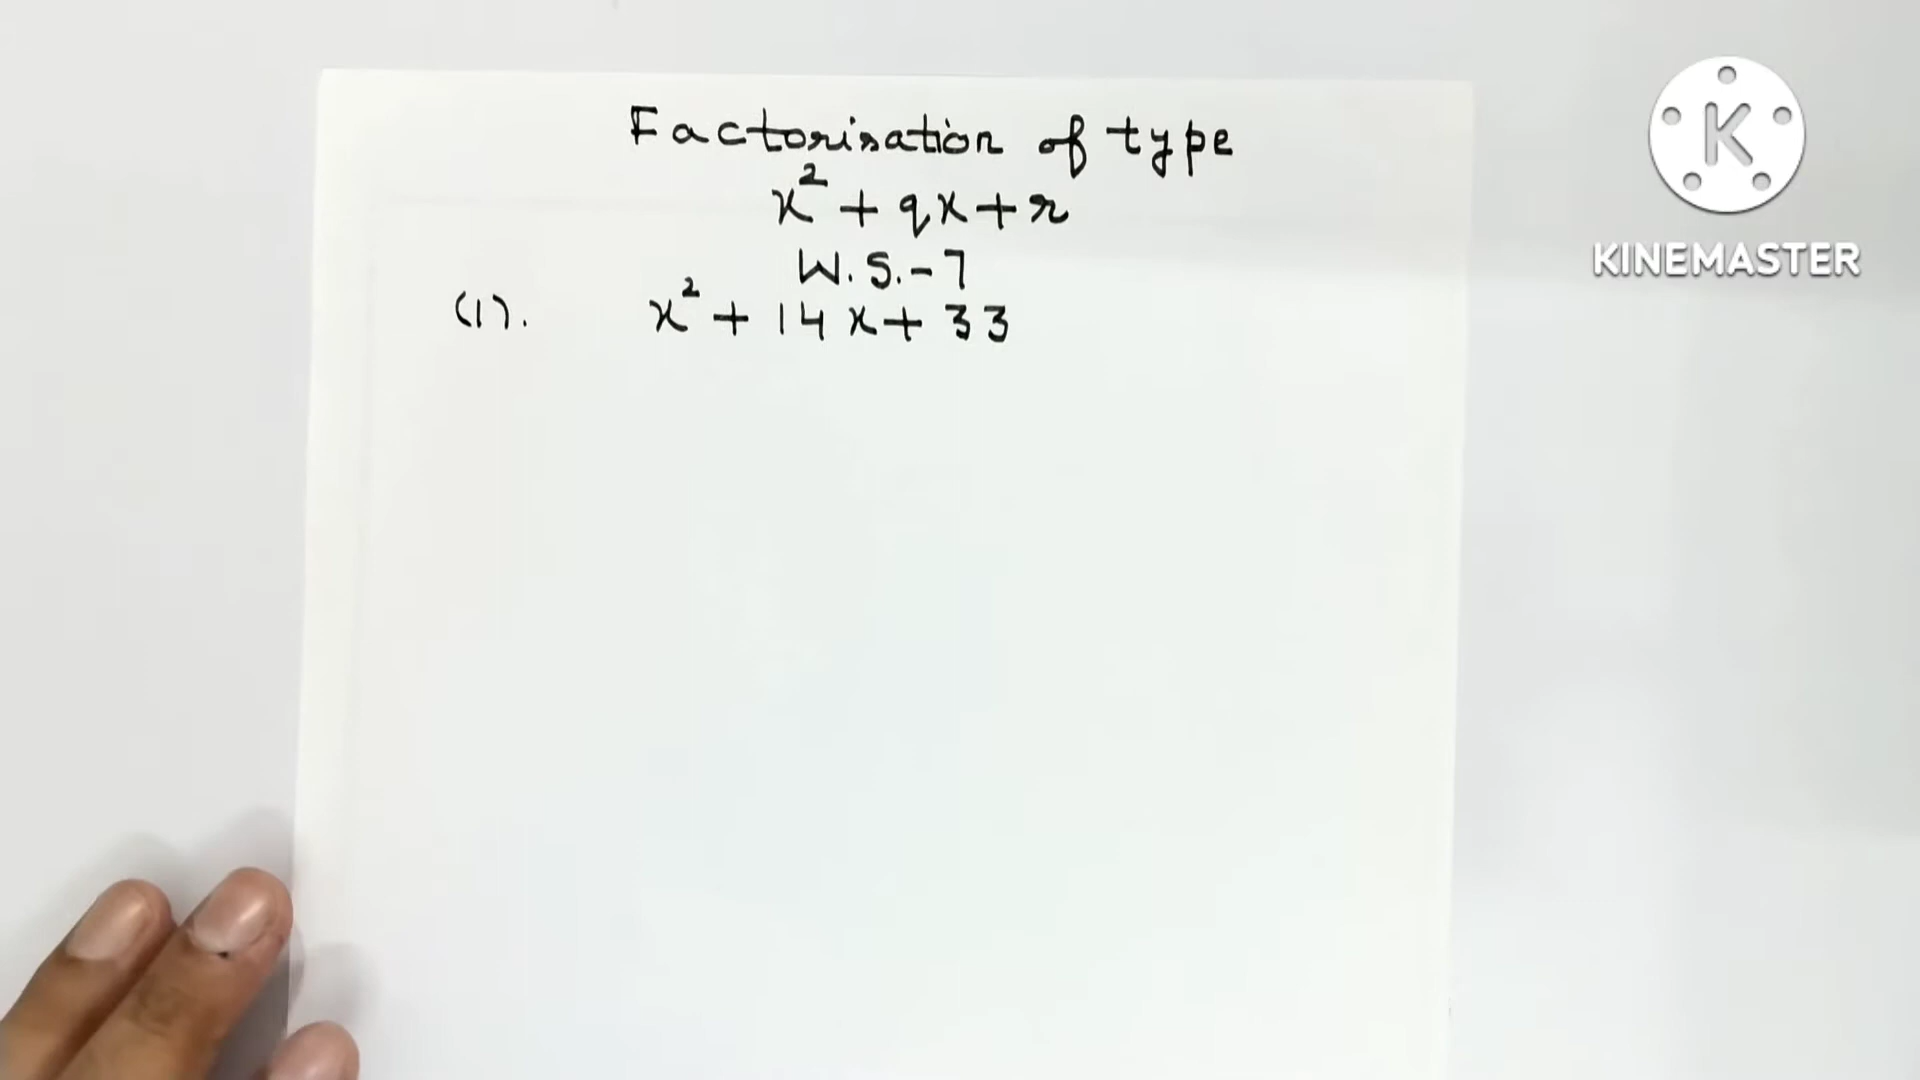 Factorisation of type
x² + qx + r
W.S.-7
(1). x² + 14x + 33
K
KINEMASTER